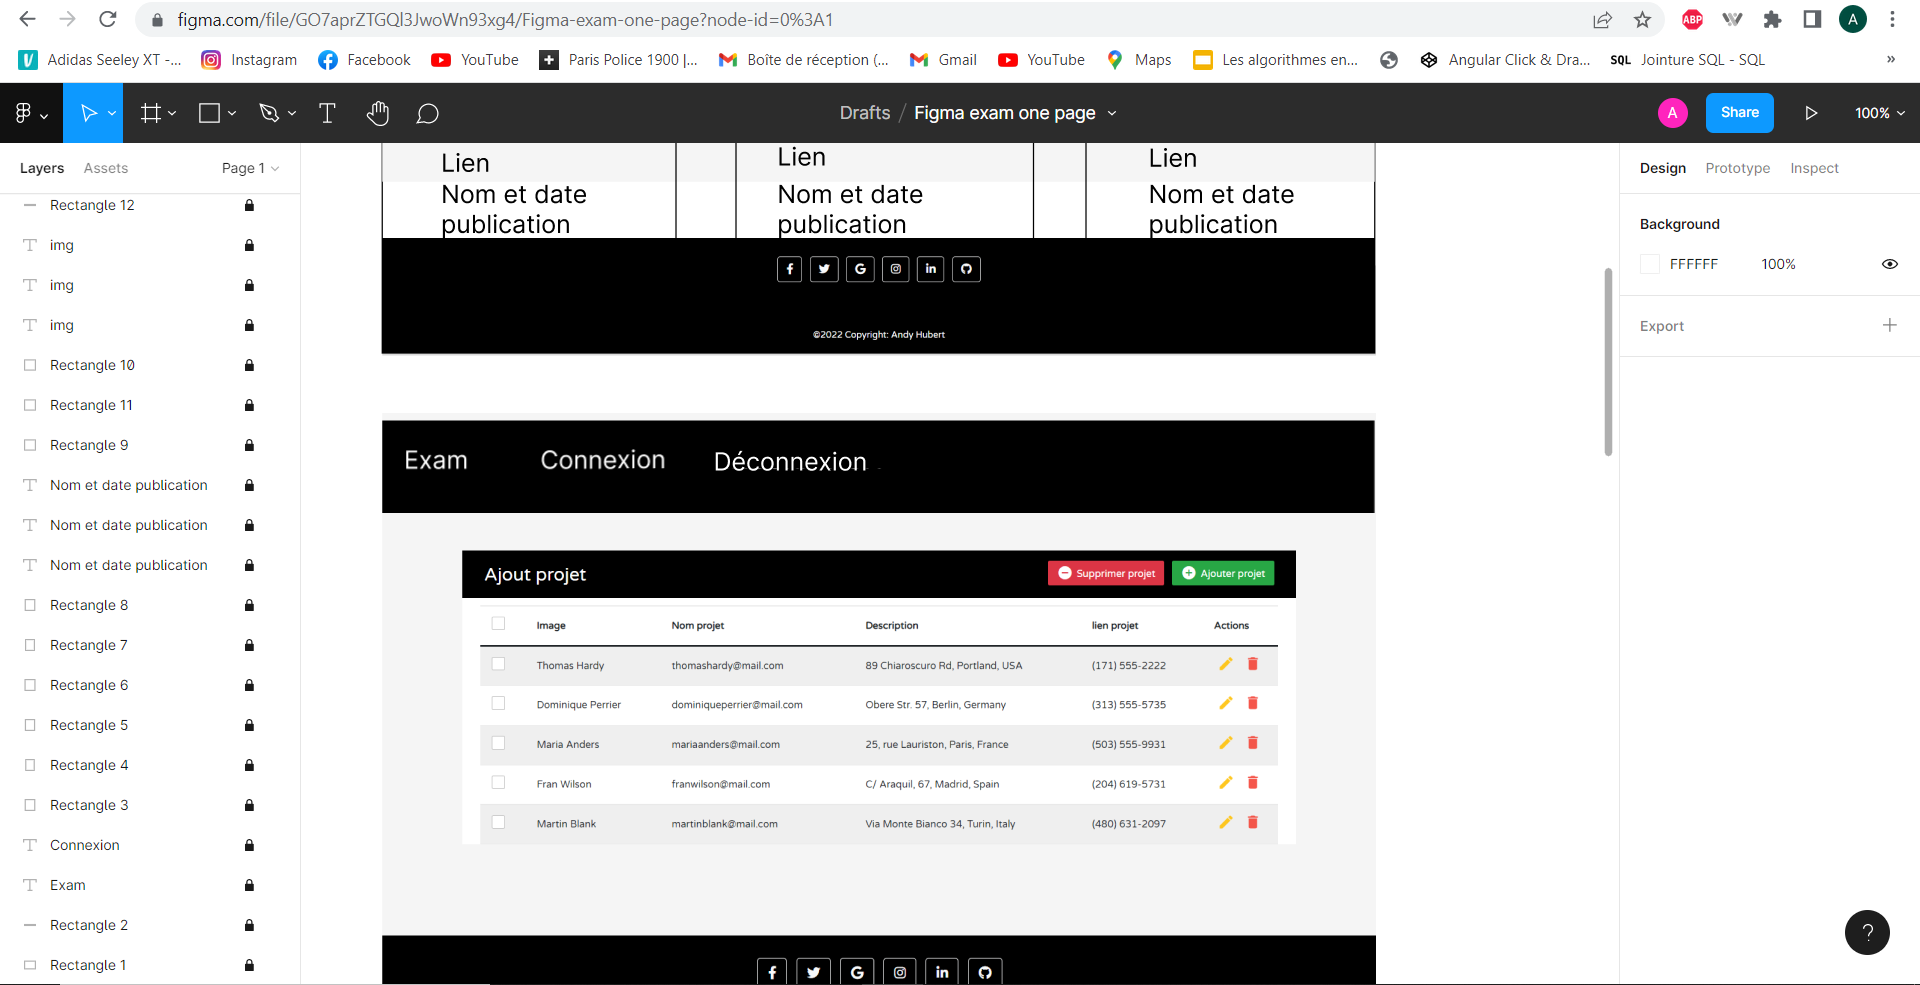 figma.com/file/GO7aprZTGQl3JwoWn93xg4/Figma-exam-one-page?node-id=0%3A1
ABP
A
Adidas Seeley XT -... Instagram Facebook YouTube Paris Police 1900 |... Boîte de réception (... Gmail YouTube Maps Les algorithmes en... Angular Click & Dra... SQL Jointure SQL - SQL »
Drafts / Figma exam one page
A
Share
100%
Layers Assets Page 1
Rectangle 12
img
img
img
Rectangle 10
Rectangle 11
Rectangle 9
Nom et date publication
Nom et date publication
Nom et date publication
Rectangle 8
Rectangle 7
Rectangle 6
Rectangle 5
Rectangle 4
Rectangle 3
Connexion
Exam
Rectangle 2
Rectangle 1
Lien Lien Lien
Nom et date Nom et date Nom et date
publication publication publication
©2022 Copyright: Andy Hubert
Exam Connexion Déconnexion
Ajout projet Supprimer projet Ajouter projet
Image Nom projet Description lien projet Actions
Thomas Hardy thomashardy@mail.com 89 Chiaroscuro Rd, Portland, USA (171) 555-2222
Dominique Perrier dominiqueperrier@mail.com Obere Str. 57, Berlin, Germany (313) 555-5735
Maria Anders mariaanders@mail.com 25, rue Lauriston, Paris, France (503) 555-9931
Fran Wilson franwilson@mail.com C/ Araquil, 67, Madrid, Spain (204) 619-5731
Martin Blank martinblank@mail.com Via Monte Bianco 34, Turin, Italy (480) 631-2097
Design Prototype Inspect
Background
FFFFFF 100%
Export
?